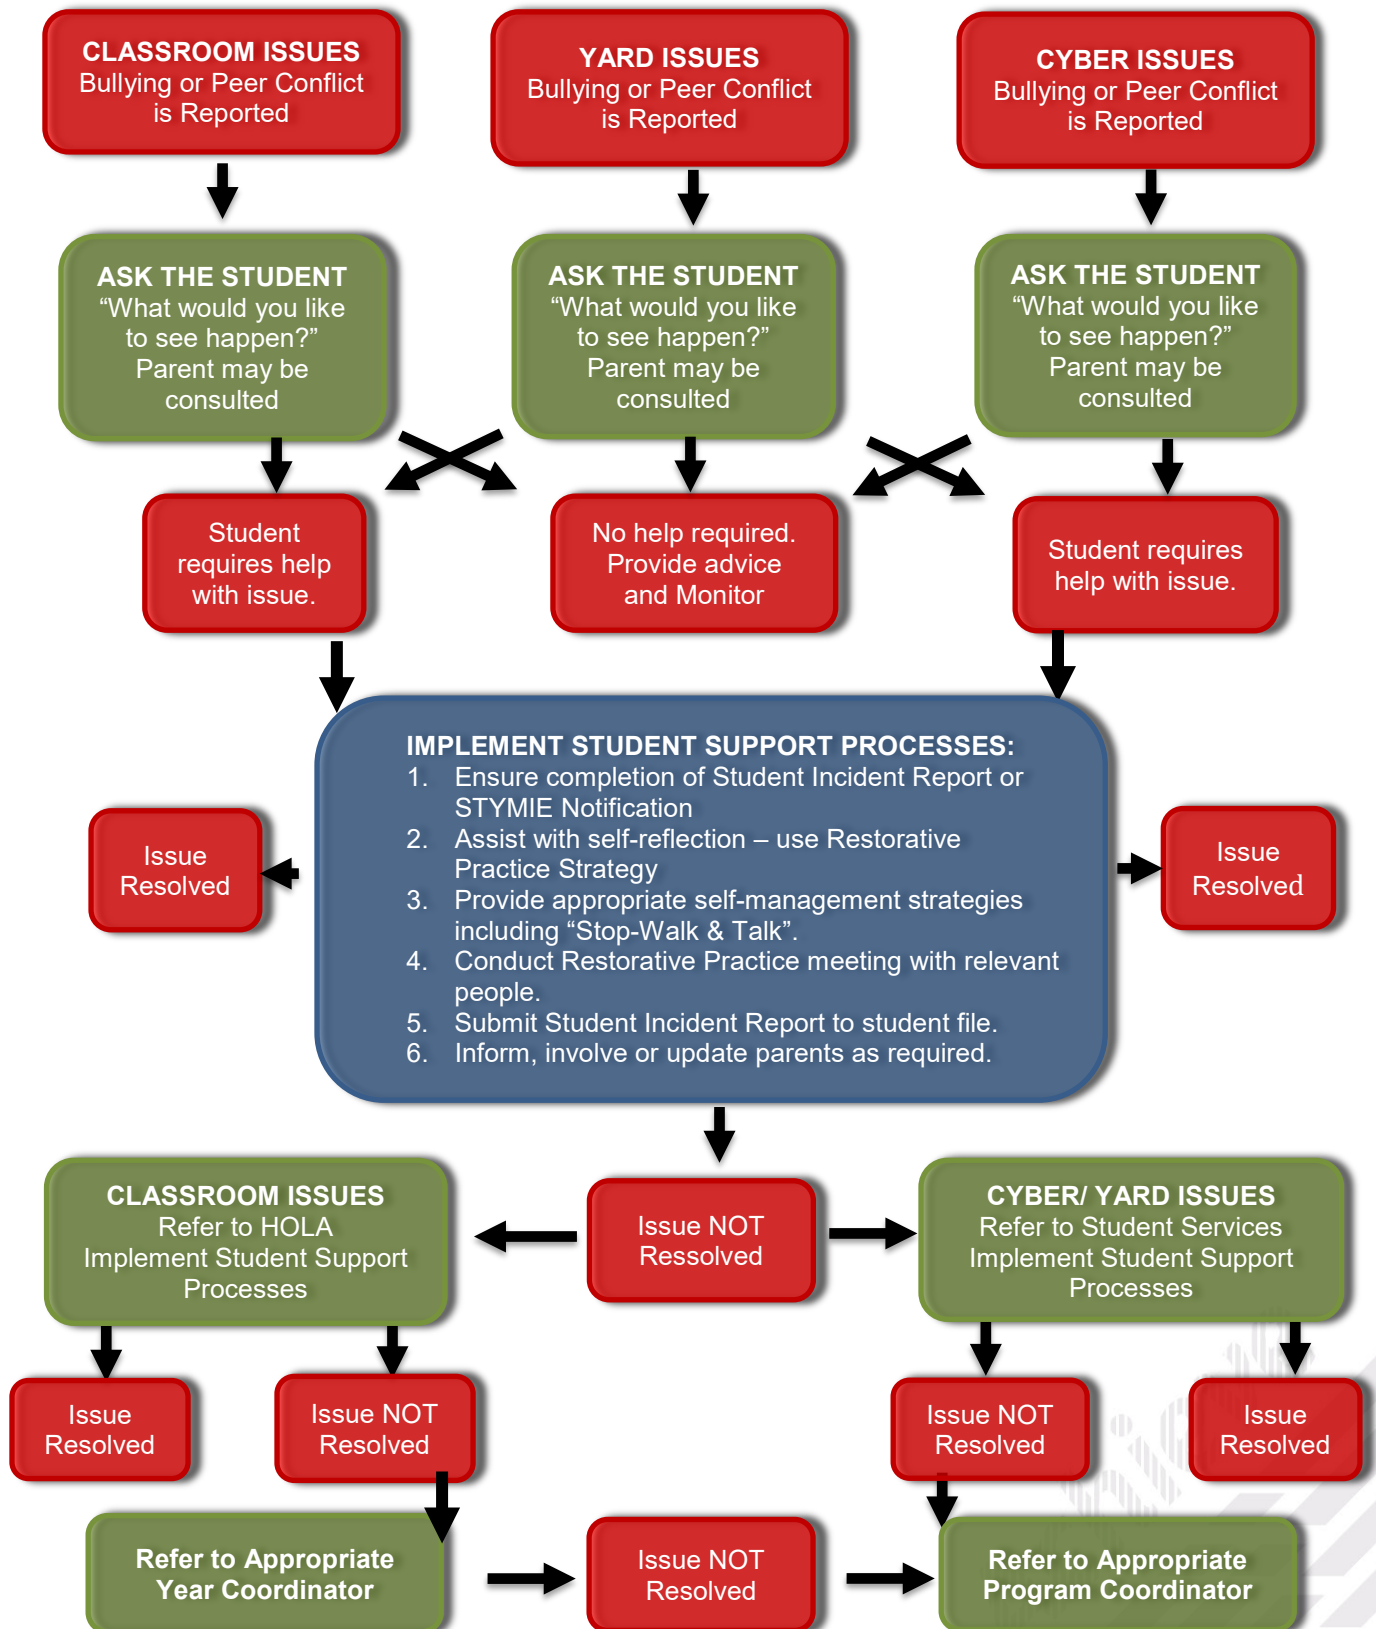 CLASSROOM ISSUES
Bullying or Peer Conflict
is Reported
YARD ISSUES
Bullying or Peer Conflict
is Reported
CYBER ISSUES
Bullying or Peer Conflict
is Reported
ASK THE STUDENT
“What would you like
to see happen?”
Parent may be
consulted
ASK THE STUDENT
“What would you like
to see happen?”
Parent may be
consulted
ASK THE STUDENT
“What would you like
to see happen?”
Parent may be
consulted
Student
requires help
with issue.
No help required.
Provide advice
and Monitor
Student requires
help with issue.
IMPLEMENT STUDENT SUPPORT PROCESSES:
1. Ensure completion of Student Incident Report or
STYMIE Notification
2. Assist with self-reflection – use Restorative
Practice Strategy
3. Provide appropriate self-management strategies
including “Stop-Walk & Talk”.
4. Conduct Restorative Practice meeting with relevant
people.
5. Submit Student Incident Report to student file.
6. Inform, involve or update parents as required.
Issue
Resolved
Issue
Resolved
CLASSROOM ISSUES
Refer to HOLA
Implement Student Support
Processes
Issue NOT
Ressolved
CYBER/ YARD ISSUES
Refer to Student Services
Implement Student Support
Processes
Issue
Resolved
Issue NOT
Resolved
Issue NOT
Resolved
Issue
Resolved
Refer to Appropriate
Year Coordinator
Issue NOT
Resolved
Refer to Appropriate
Program Coordinator